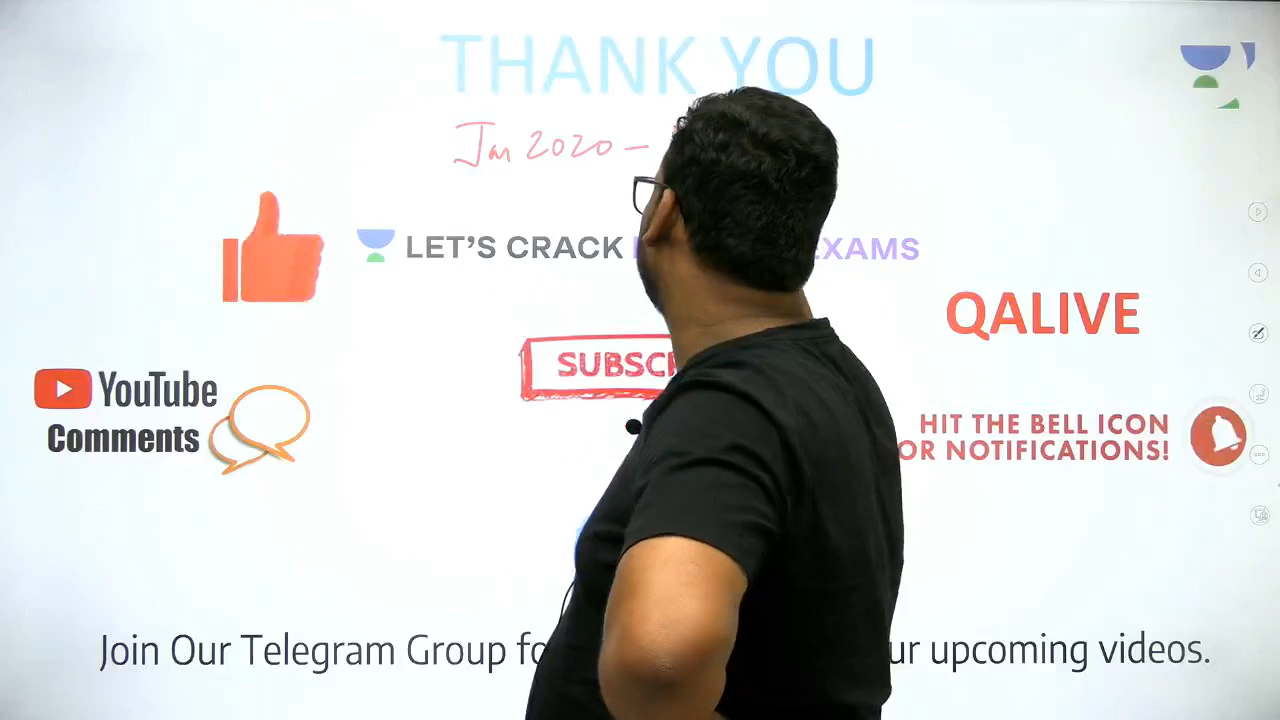 THANK YOU
Jan 2020 -
LET'S CRACK EXAMS
QALIVE
SUBSCR
YouTube
Comments
HIT THE BELL ICON
OR NOTIFICATIONS!
Join Our Telegram Group fo ur upcoming videos.